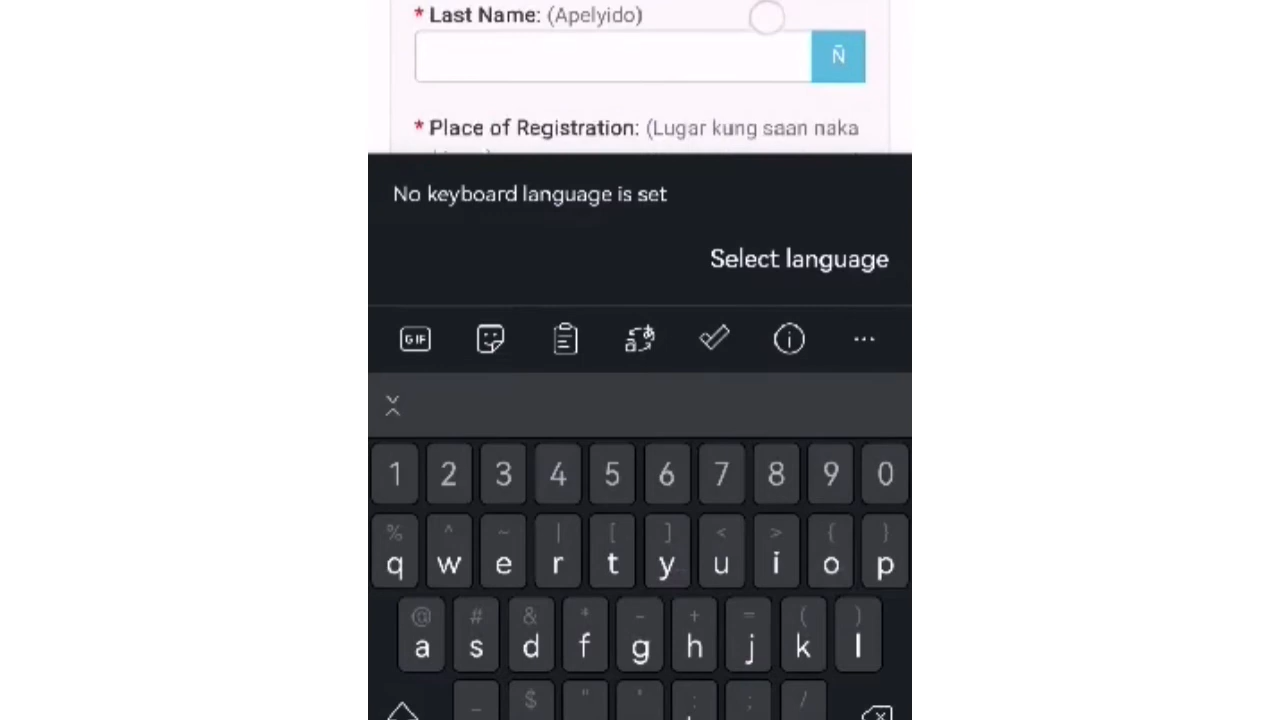 * Last Name: (Apelyido)
Ñ
* Place of Registration: (Lugar kung saan naka
No keyboard language is set
Select language
GIF
1 2 3 4 5 6 7 8 9 0
% ^ ~ | [ ] < > { }
q w e r t y u i o p
@ # & * - + = ( )
a s d f g h j k l
_ $ " ' : ; /